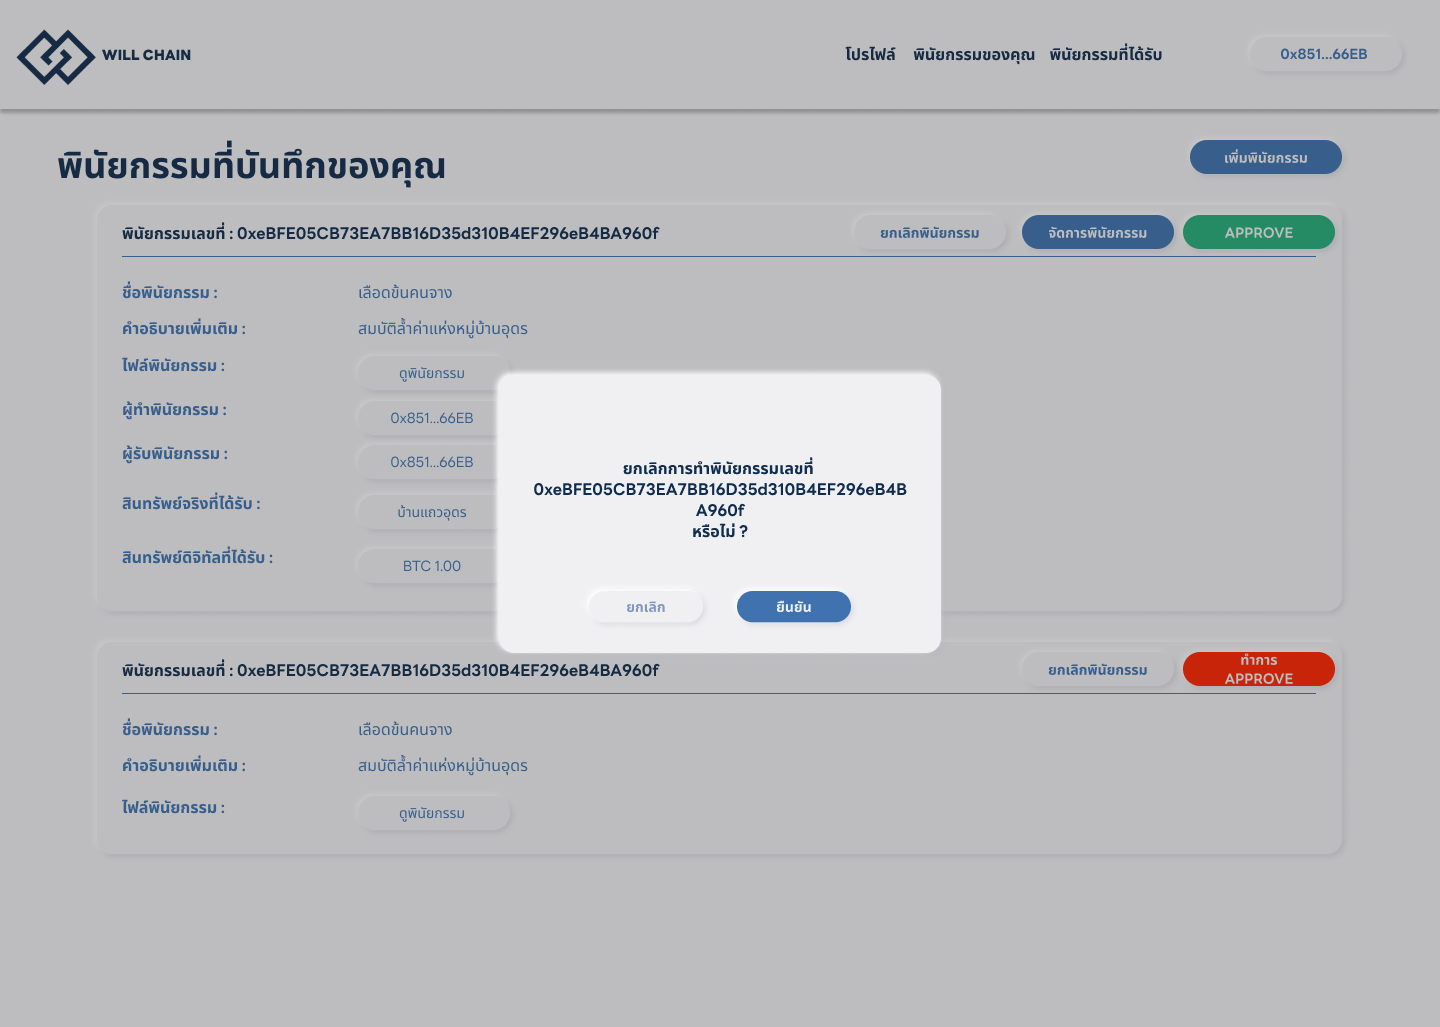 WILL CHAIN
โปรไฟล์ พินัยกรรมของคุณ พินัยกรรมที่ได้รับ 0x851...66EB
พินัยกรรมที่บันทึกของคุณ
เพิ่มพินัยกรรม
พินัยกรรมเลขที่ : 0xeBFE05CB73EA7BB16D35d310B4EF296eB4BA960f
ยกเลิกพินัยกรรม จัดการพินัยกรรม APPROVE
ชื่อพินัยกรรม : เลือดข้นคนจาง
คำอธิบายเพิ่มเติม : สมบัติล้ำค่าแห่งหมู่บ้านอุดร
ไฟล์พินัยกรรม : ดูพินัยกรรม
ผู้ทำพินัยกรรม : 0x851...66EB
ผู้รับพินัยกรรม : 0x851...66EB
สินทรัพย์จริงที่ได้รับ : บ้านแถวอุดร
สินทรัพย์ดิจิทัลที่ได้รับ : BTC 1.00
ยกเลิกการทำพินัยกรรมเลขที่
0xeBFE05CB73EA7BB16D35d310B4EF296eB4B
A960f
หรือไม่ ?
ยกเลิก ยืนยัน
พินัยกรรมเลขที่ : 0xeBFE05CB73EA7BB16D35d310B4EF296eB4BA960f
ยกเลิกพินัยกรรม
ทำการ
APPROVE
ชื่อพินัยกรรม : เลือดข้นคนจาง
คำอธิบายเพิ่มเติม : สมบัติล้ำค่าแห่งหมู่บ้านอุดร
ไฟล์พินัยกรรม : ดูพินัยกรรม